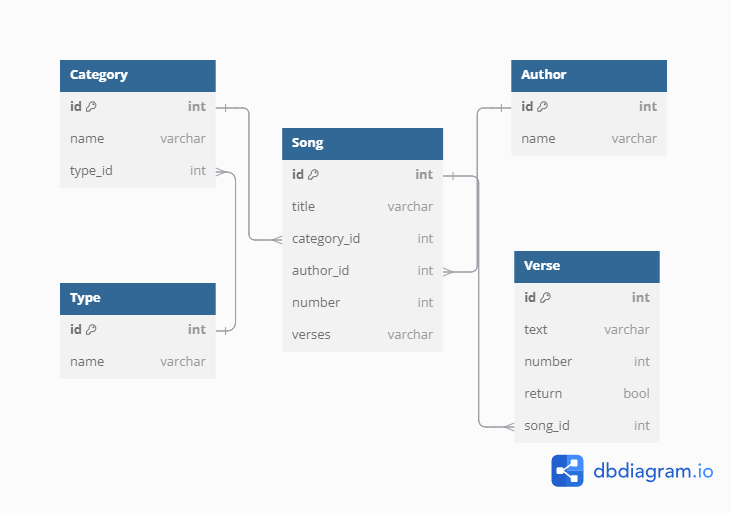 Category
id int
name varchar
type_id int
Type
id int
name varchar
Song
id int
title varchar
category_id int
author_id int
number int
verses varchar
Author
id int
name varchar
Verse
id int
text varchar
number int
return bool
song_id int
dbdiagram.io